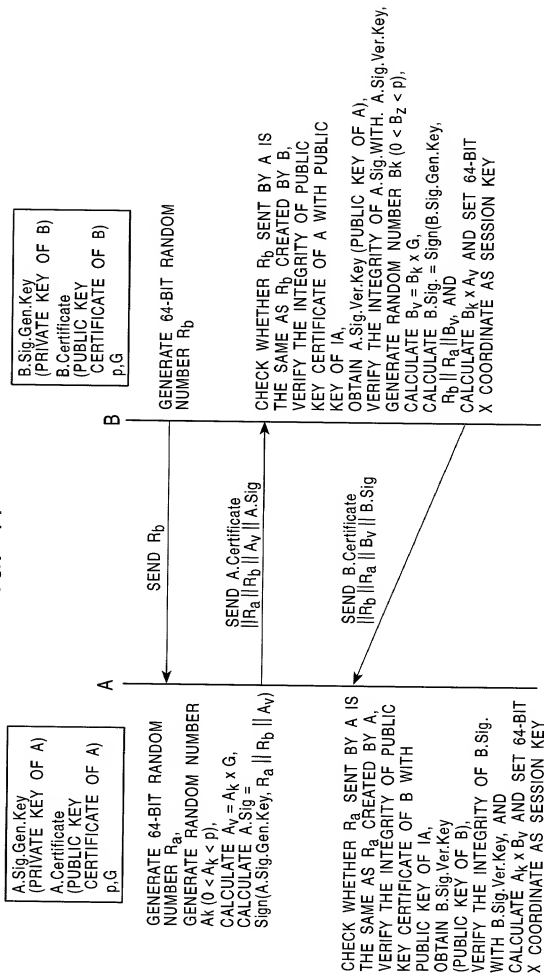 A.Sig.Gen.Key
(PRIVATE KEY OF A)
A.Certificate
(PUBLIC KEY
CERTIFICATE OF A)
p,G
B.Sig.Gen.Key
(PRIVATE KEY OF B)
B.Certificate
(PUBLIC KEY
CERTIFICATE OF B)
p,G
A
B
GENERATE 64-BIT RANDOM
NUMBER Rb
SEND Rb
GENERATE 64-BIT RANDOM
NUMBER Ra,
GENERATE RANDOM NUMBER
Ak (0 < Ak < p),
CALCULATE Av = Ak x G,
CALCULATE A.Sig =
Sign(A.Sig.Gen.Key, Ra || Rb || Av)
SEND A.Certificate
||Ra || Rb || Av || A.Sig
CHECK WHETHER Rb SENT BY A IS
THE SAME AS Rb CREATED BY B,
VERIFY THE INTEGRITY OF PUBLIC
KEY CERTIFICATE OF A WITH PUBLIC
KEY OF IA,
OBTAIN A.Sig.Ver.Key (PUBLIC KEY OF A),
VERIFY THE INTEGRITY OF A.Sig.WITH. A.Sig.Ver.Key,
GENERATE RANDOM NUMBER Bk (0 < Bz < p),
CALCULATE Bv = Bk x G,
CALCULATE B.Sig. = Sign(B.Sig.Gen.Key,
Rb || Ra ||Bv, AND
CALCULATE Bk x Av AND SET 64-BIT
X COORDINATE AS SESSION KEY
SEND B.Certificate
||Rb ||Ra || Bv || B.Sig
CHECK WHETHER Ra SENT BY A IS
THE SAME AS Ra CREATED BY A,
VERIFY THE INTEGRITY OF PUBLIC
KEY CERTIFICATE OF B WITH
PUBLIC KEY OF IA,
OBTAIN B.Sig.Ver.Key
(PUBLIC KEY OF B),
VERIFY THE INTEGRITY OF B.Sig.
WITH B.Sig.Ver.Key, AND
CALCULATE Ak x Bv AND SET 64-BIT
X COORDINATE AS SESSION KEY